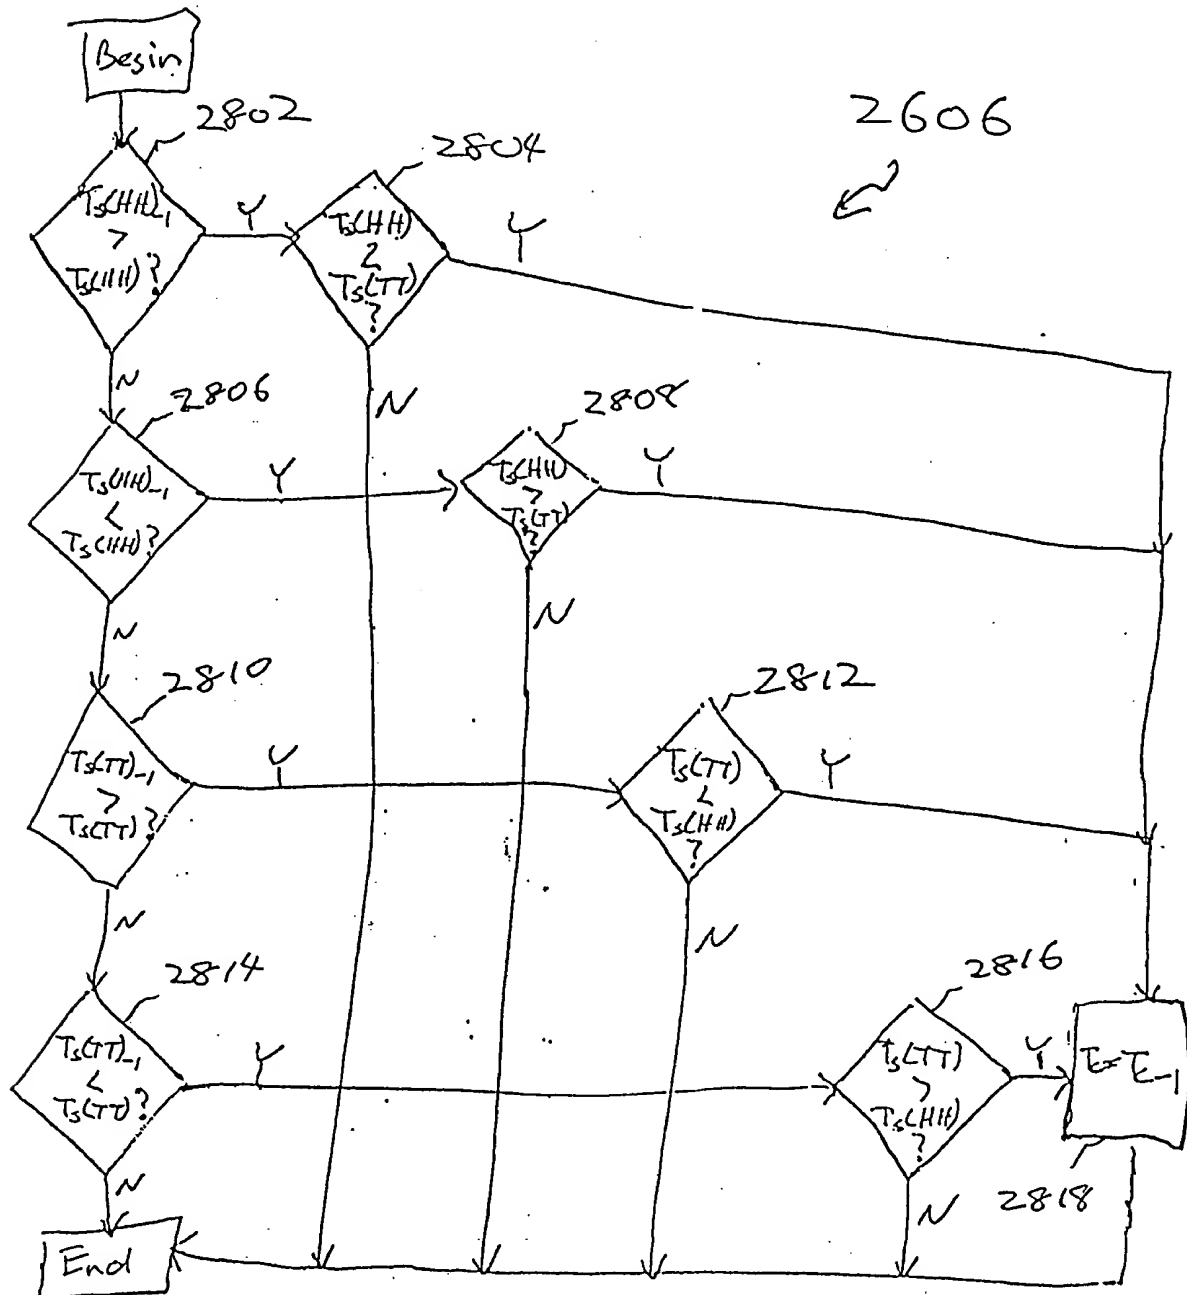 Begin
2802
2606
2804
Ts(HH)-1
>
Ts(HH)?
Y
Ts(HH)
<
Ts(TT)
?
Y
N
N
2806
2808
Ts(HH)-1
<
Ts(HH)?
Y
Ts(HH)
>
Ts(TT)
?
Y
N
N
2810
2812
Ts(TT)-1
>
Ts(TT)?
Y
Ts(TT)
<
Ts(HH)
?
Y
N
N
2814
2816
Ts(TT)-1
<
Ts(TT)?
Y
Ts(TT)
>
Ts(HH)
?
Y
N
N
2818
End